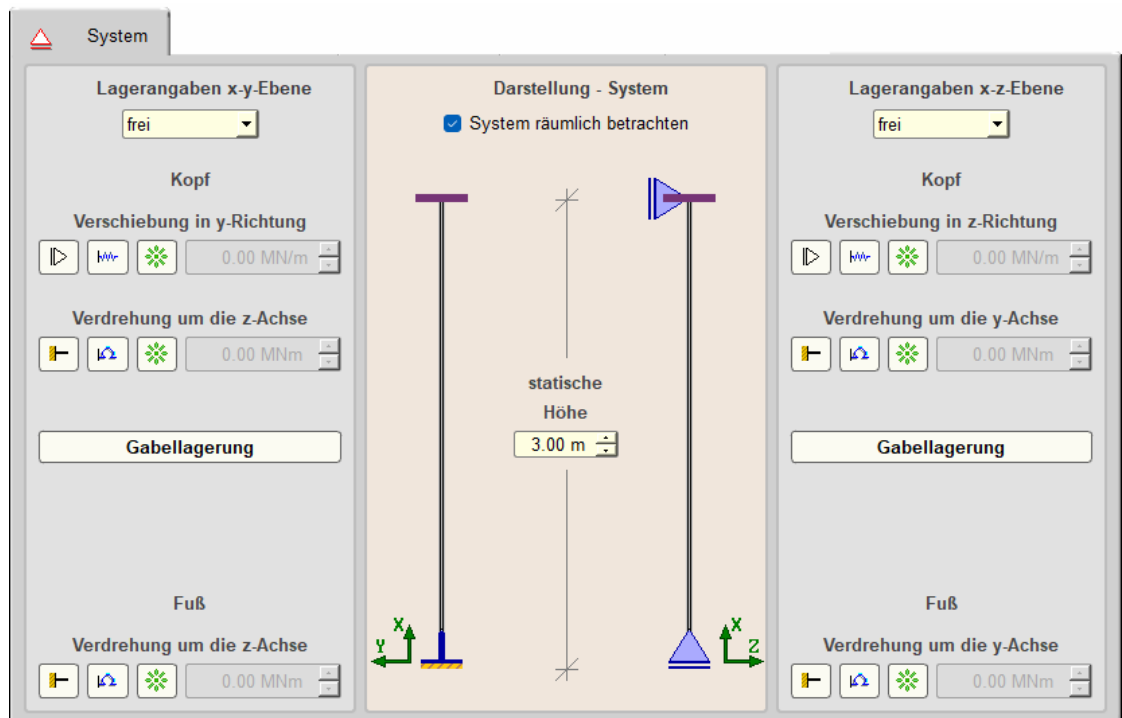 System
Lagerangaben x-y-Ebene
frei
Kopf
Verschiebung in y-Richtung
0.00 MN/m
Verdrehung um die z-Achse
0.00 MNm
Gabellagerung
Fuß
Verdrehung um die z-Achse
0.00 MNm
Darstellung - System
System räumlich betrachten
statische
Höhe
3.00 m
X
Y
X
Z
Lagerangaben x-z-Ebene
frei
Kopf
Verschiebung in z-Richtung
0.00 MN/m
Verdrehung um die y-Achse
0.00 MNm
Gabellagerung
Fuß
Verdrehung um die y-Achse
0.00 MNm